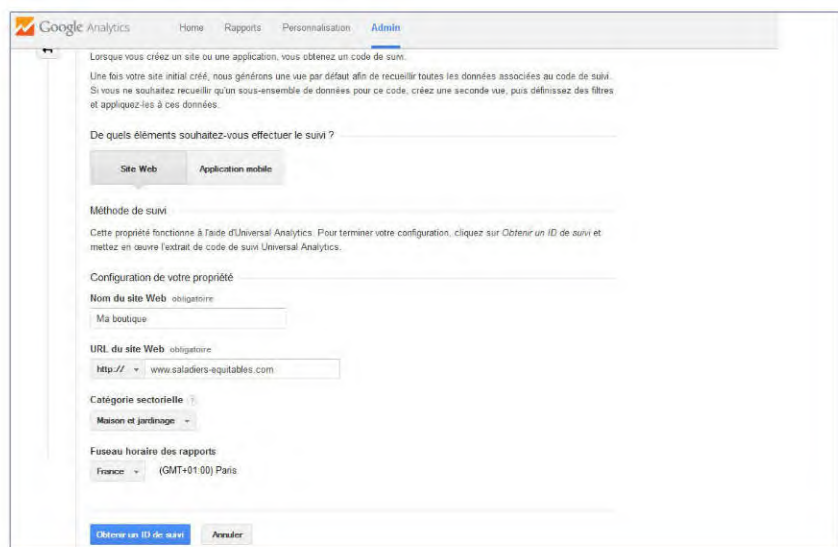 Google Analytics Home Rapports Personnalisation Admin
Lorsque vous créez un site ou une application, vous obtenez un code de suivi.
Une fois votre site initial créé, nous générons une vue par défaut afin de recueillir toutes les données associées au code de suivi.
Si vous ne souhaitez recueillir qu'un sous-ensemble de données pour ce code, créez une seconde vue, puis définissez des filtres
et appliquez-les à ces données.
De quels éléments souhaitez-vous effectuer le suivi ?
Site Web Application mobile
Méthode de suivi
Cette propriété fonctionne à l'aide d'Universal Analytics. Pour terminer votre configuration, cliquez sur Obtenir un ID de suivi et
mettez en œuvre l'extrait de code de suivi Universal Analytics.
Configuration de votre propriété
Nom du site Web obligatoire
Ma boutique
URL du site Web obligatoire
http:// www.saladiers-equitables.com
Catégorie sectorielle ?
Maison et jardinage
Fuseau horaire des rapports
France (GMT+01:00) Paris
Obtenir un ID de suivi Annuler